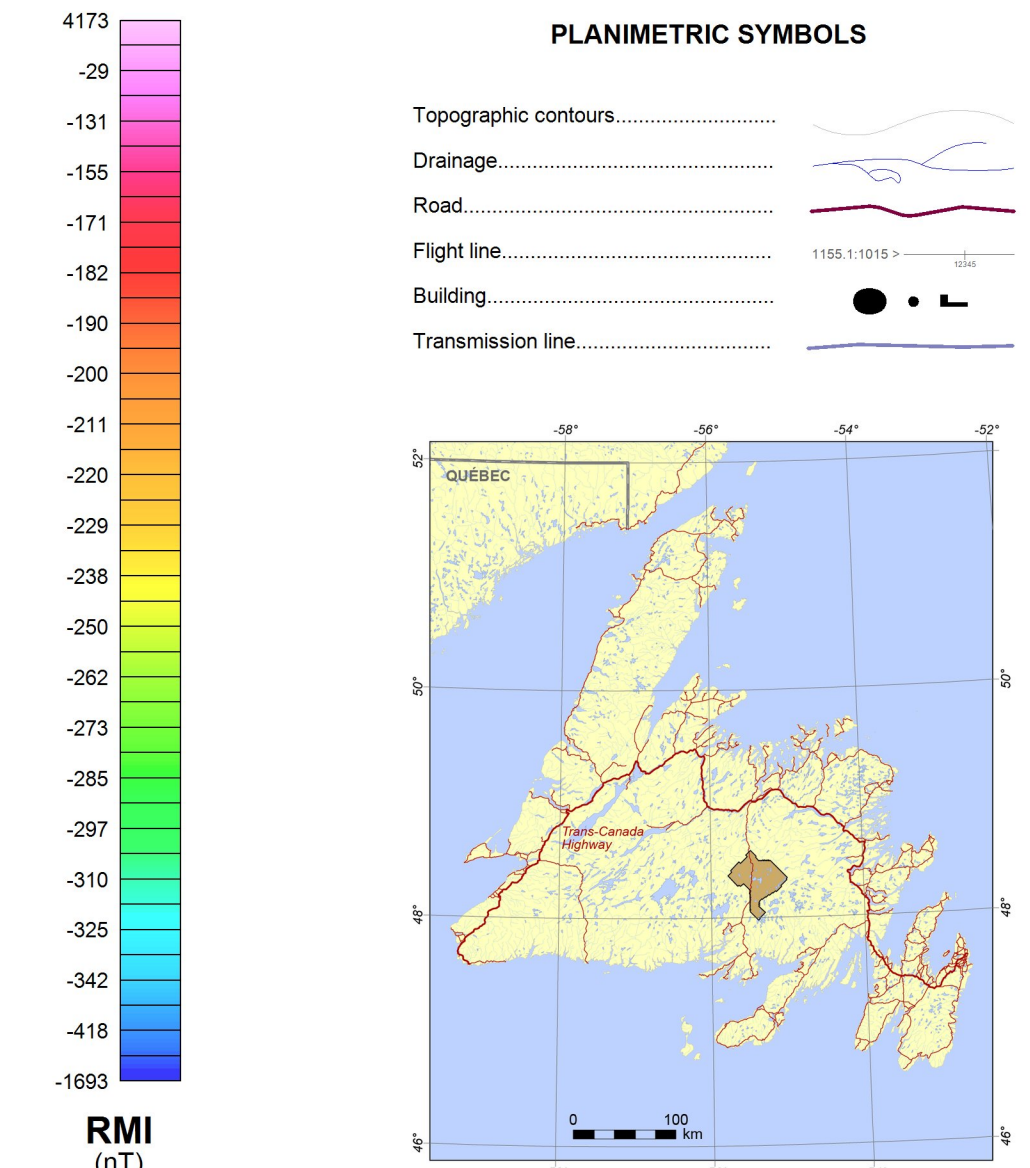 4173
-29
-131
-155
-171
-182
-190
-200
-211
-220
-229
-238
-250
-262
-273
-285
-297
-310
-325
-342
-418
-1693
RMI
(nT)
PLANIMETRIC SYMBOLS
Topographic contours....................................
Drainage..............................................................
Road......................................................................
Flight line.............................................................. 1155.1:1015 >
12345
Building................................................................
Transmission line............................................
-58° -56° -54° -52°
52°
QUÉBEC
50° 50°
Trans-Canada
Highway
48° 48°
0 100
km
46° 46°